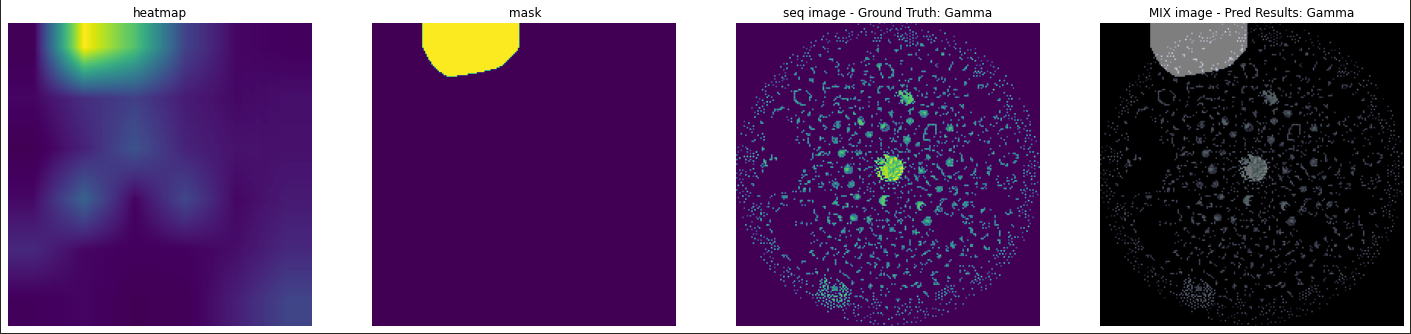 heatmap
mask
seq image - Ground Truth: Gamma
MIX image - Pred Results: Gamma